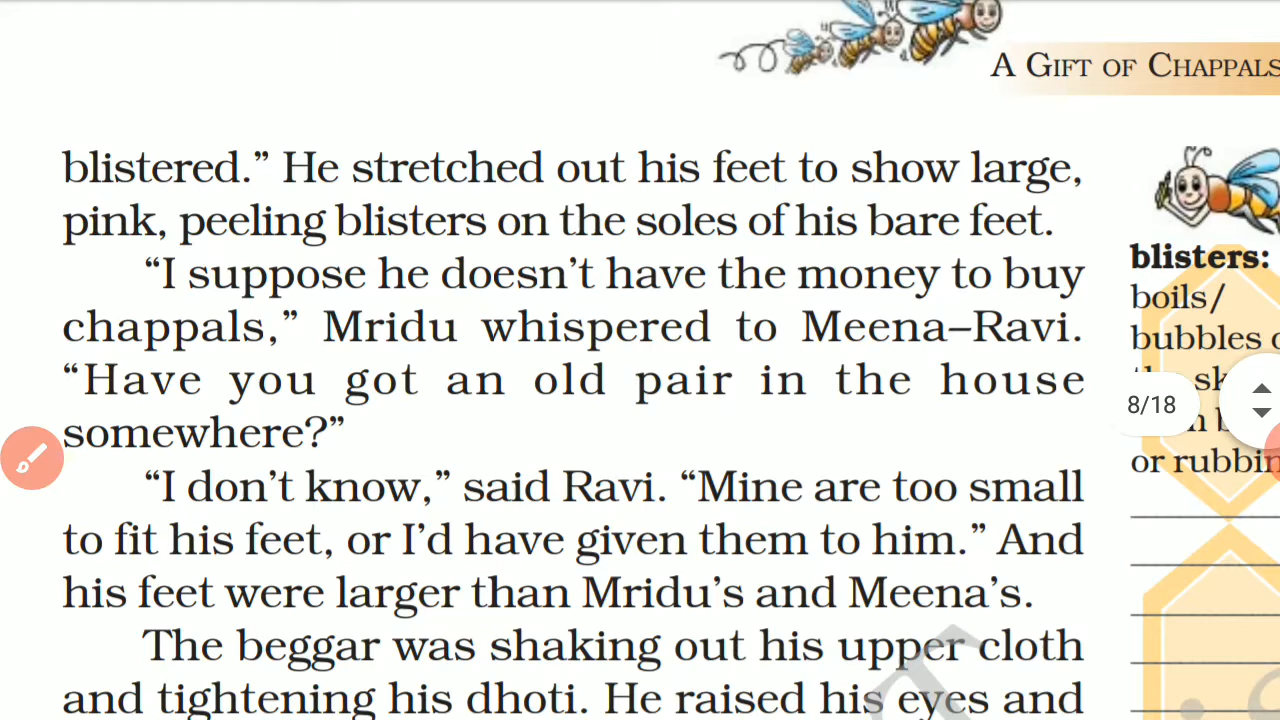 A GIFT OF CHAPPALS
blistered.” He stretched out his feet to show large,
pink, peeling blisters on the soles of his bare feet.
“I suppose he doesn’t have the money to buy
chappals,” Mridu whispered to Meena–Ravi.
“Have you got an old pair in the house
somewhere?”
“I don’t know,” said Ravi. “Mine are too small
to fit his feet, or I’d have given them to him.” And
his feet were larger than Mridu’s and Meena’s.
The beggar was shaking out his upper cloth
and tightening his dhoti. He raised his eyes and
blisters:
boils/
bubbles
8/18
or